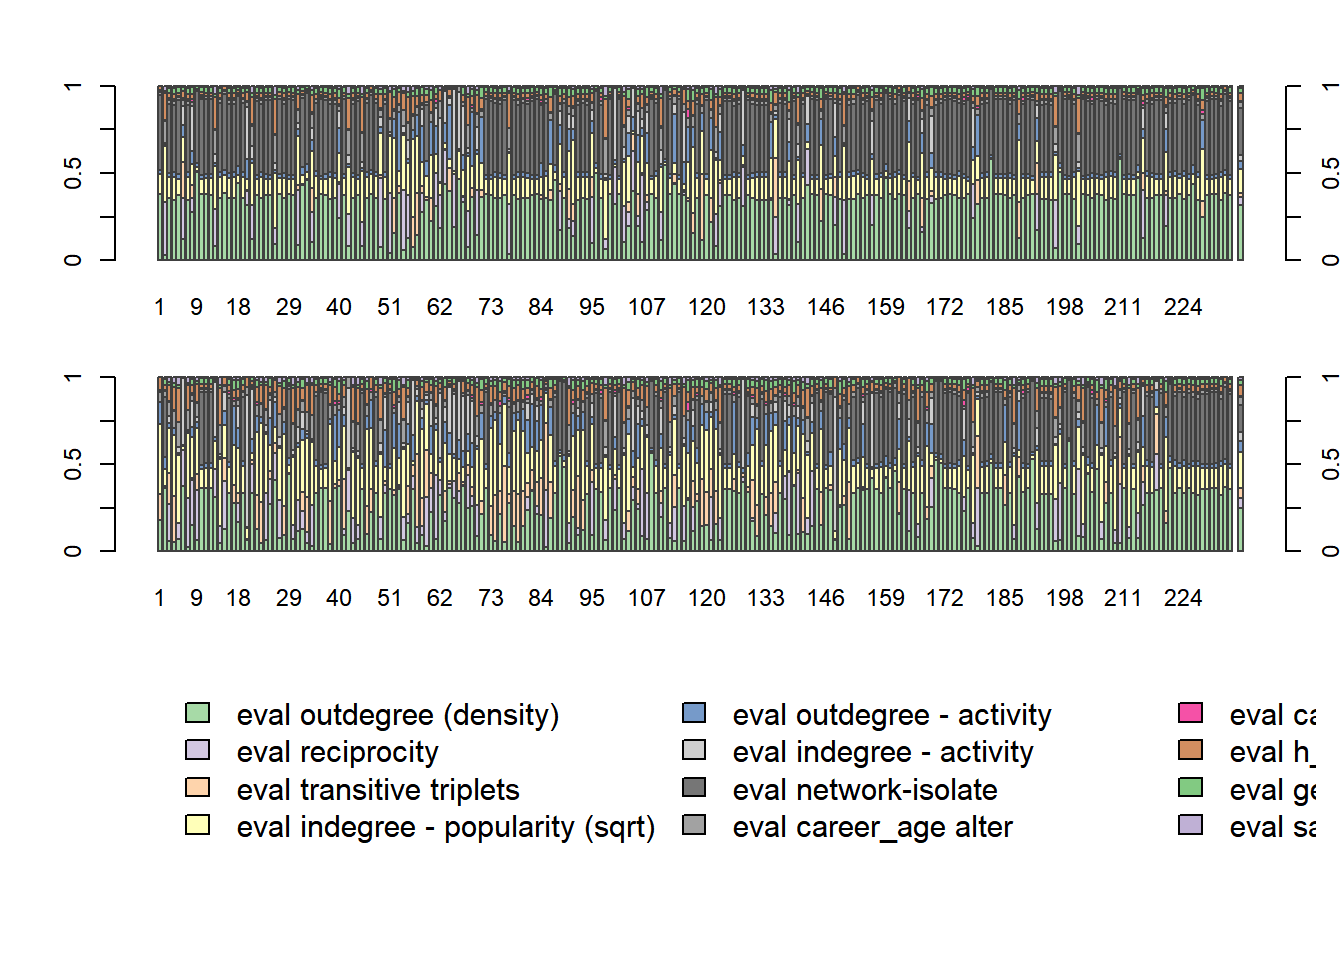 1
0.5
0
1
0.5
0
1 9 18 29 40 51 62 73 84 95 107 120 133 146 159 172 185 198 211 224
1
0.5
0
1
0.5
0
1 9 18 29 40 51 62 73 84 95 107 120 133 146 159 172 185 198 211 224
eval outdegree (density) eval outdegree - activity eval ca
eval reciprocity eval indegree - activity eval h_
eval transitive triplets eval network-isolate eval ge
eval indegree - popularity (sqrt) eval career_age alter eval sa